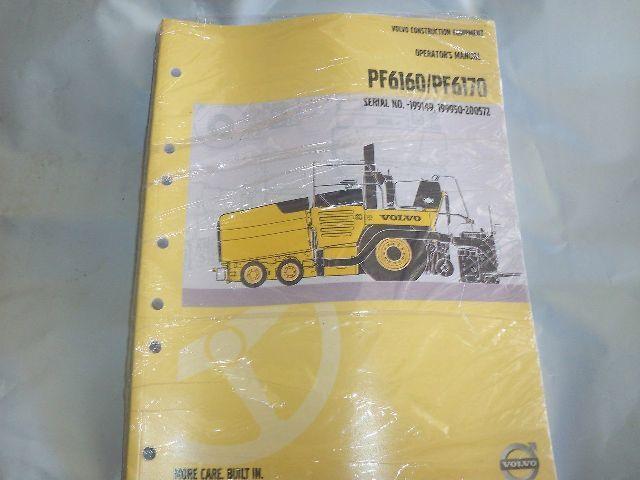 VOLVO CONSTRUCTION EQUIPMENT
OPERATOR'S MANUAL
PF6160/PF6170
SERIAL NO. -199149, 199950-200572
VOLVO
MORE CARE. BUILT IN.
VOLVO